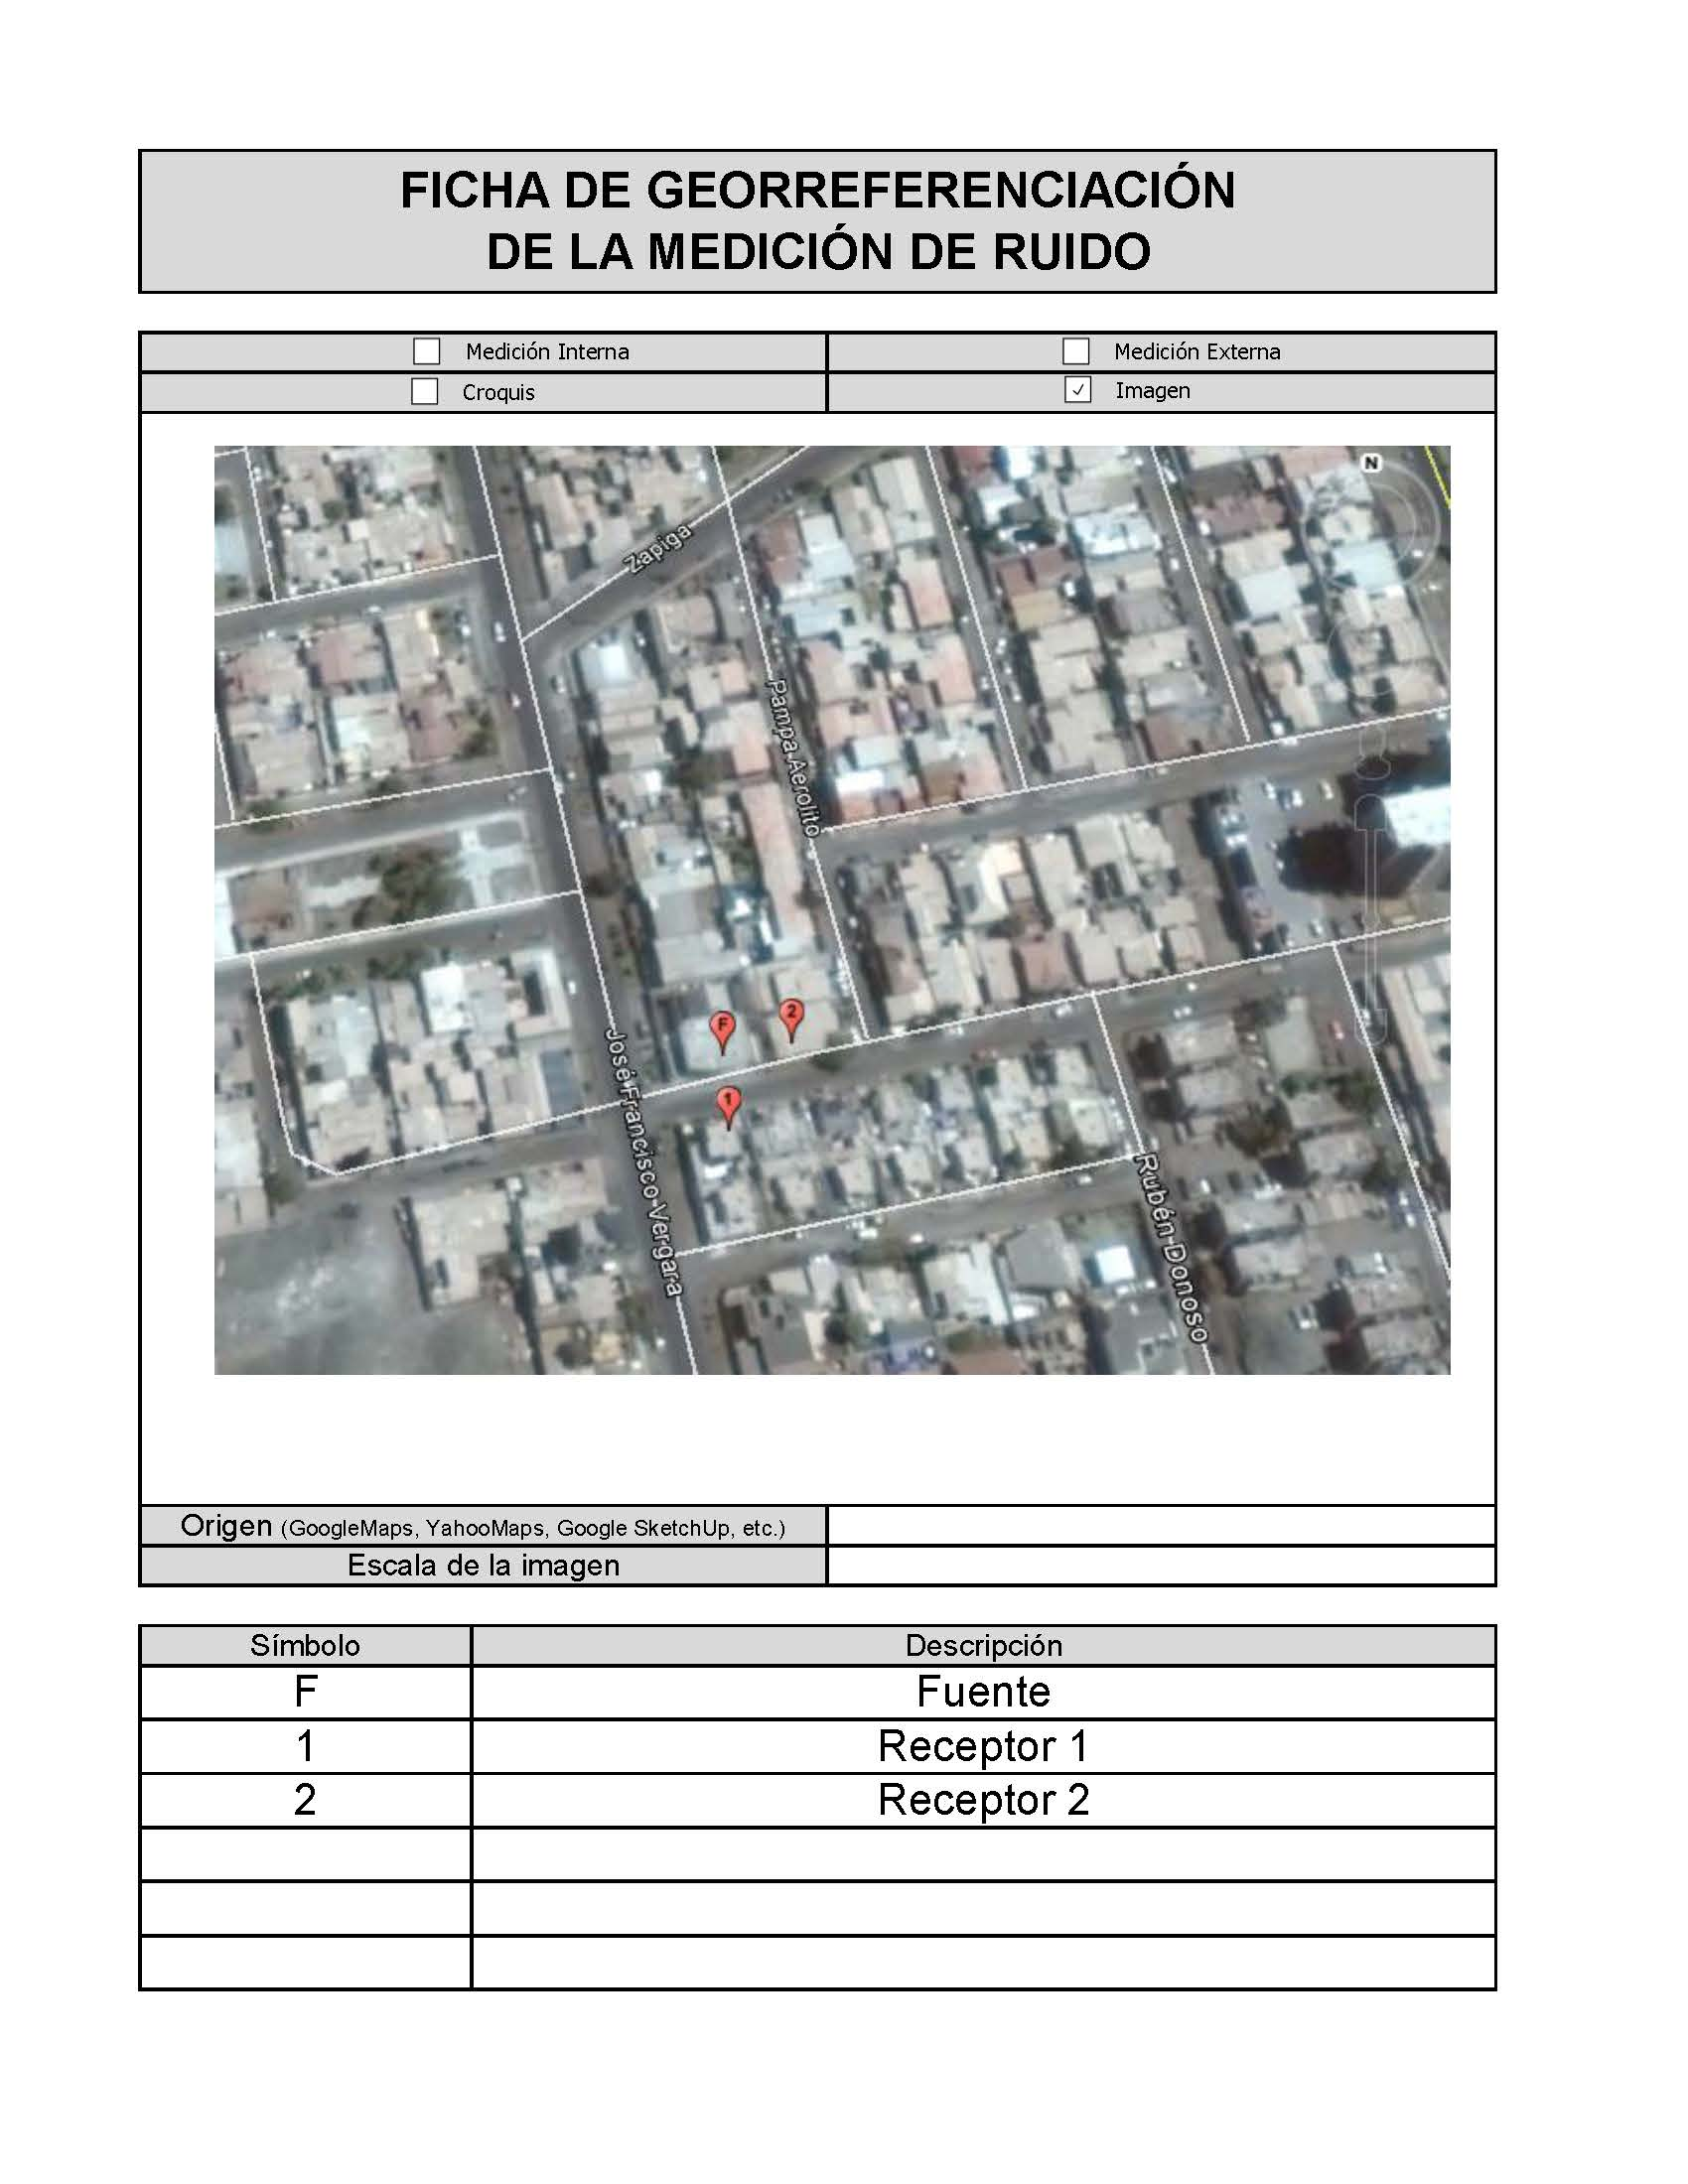 FICHA DE GEORREFERENCIACIÓN
DE LA MEDICIÓN DE RUIDO
Medición Interna
Medición Externa
Croquis
✓ Imagen
N
Zapiga
Pampa Aerolito
F
2
1
José Francisco Vergara
Rubén Donoso
Origen (GoogleMaps, YahooMaps, Google SketchUp, etc.)
Escala de la imagen
Símbolo Descripción
F Fuente
1 Receptor 1
2 Receptor 2